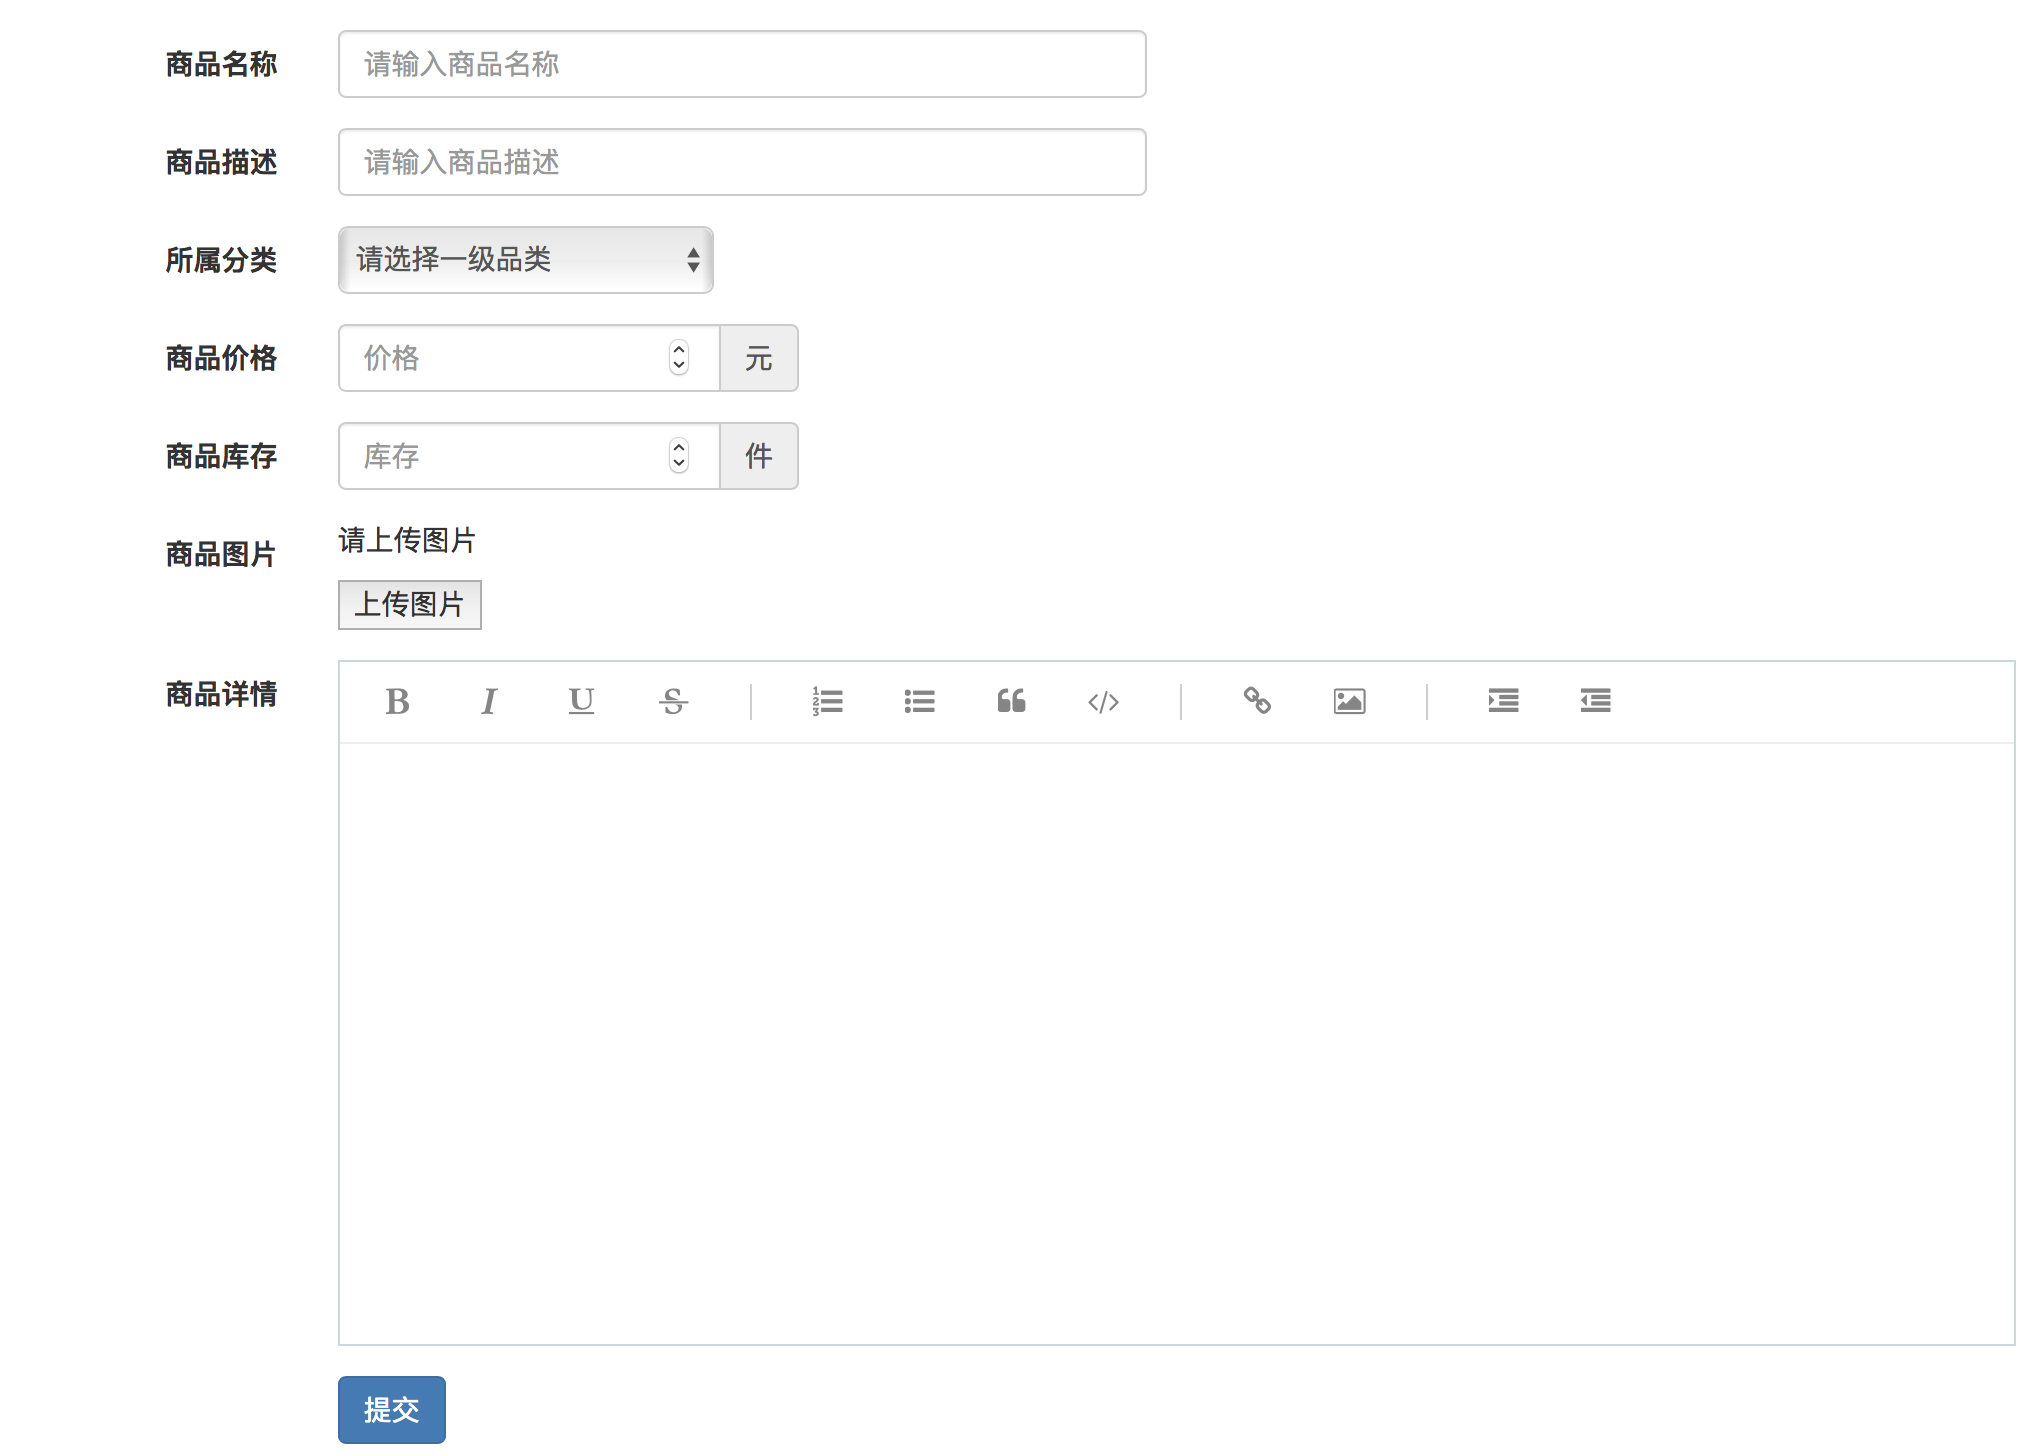 商品名称 请输入商品名称
商品描述 请输入商品描述
所属分类 请选择一级品类
商品价格 价格 元
商品库存 库存 件
商品图片 请上传图片
上传图片
商品详情 B I U S
提交